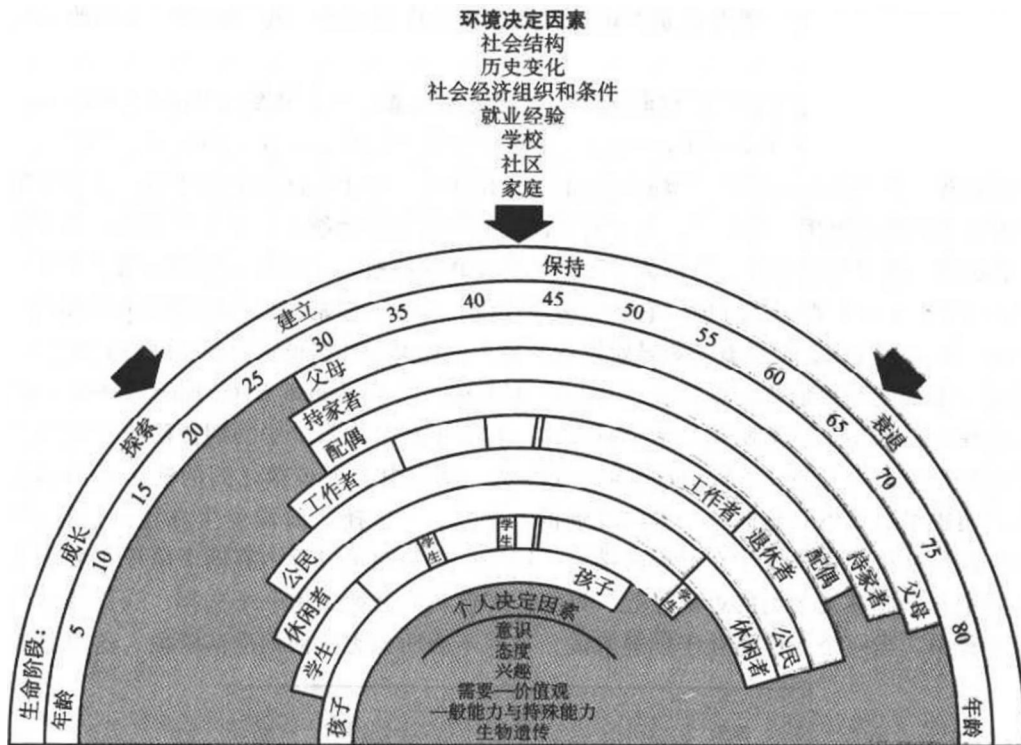 环境决定因素
社会结构
历史变化
社会经济组织和条件
就业经验
学校
社区
家庭
生命阶段:
成长
探索
建立
保持
衰退
年龄
5
10
15
20
25
30
35
40
45
50
55
60
65
70
75
80
年龄
父母
父母
持家者
持家者
配偶
配偶
工作者
工作者
退休者
公民
公民
休闲者
休闲者
学生
学生
学生
学生
孩子
孩子
个人决定因素
意识
态度
兴趣
需要—价值观
一般能力与特殊能力
生物遗传